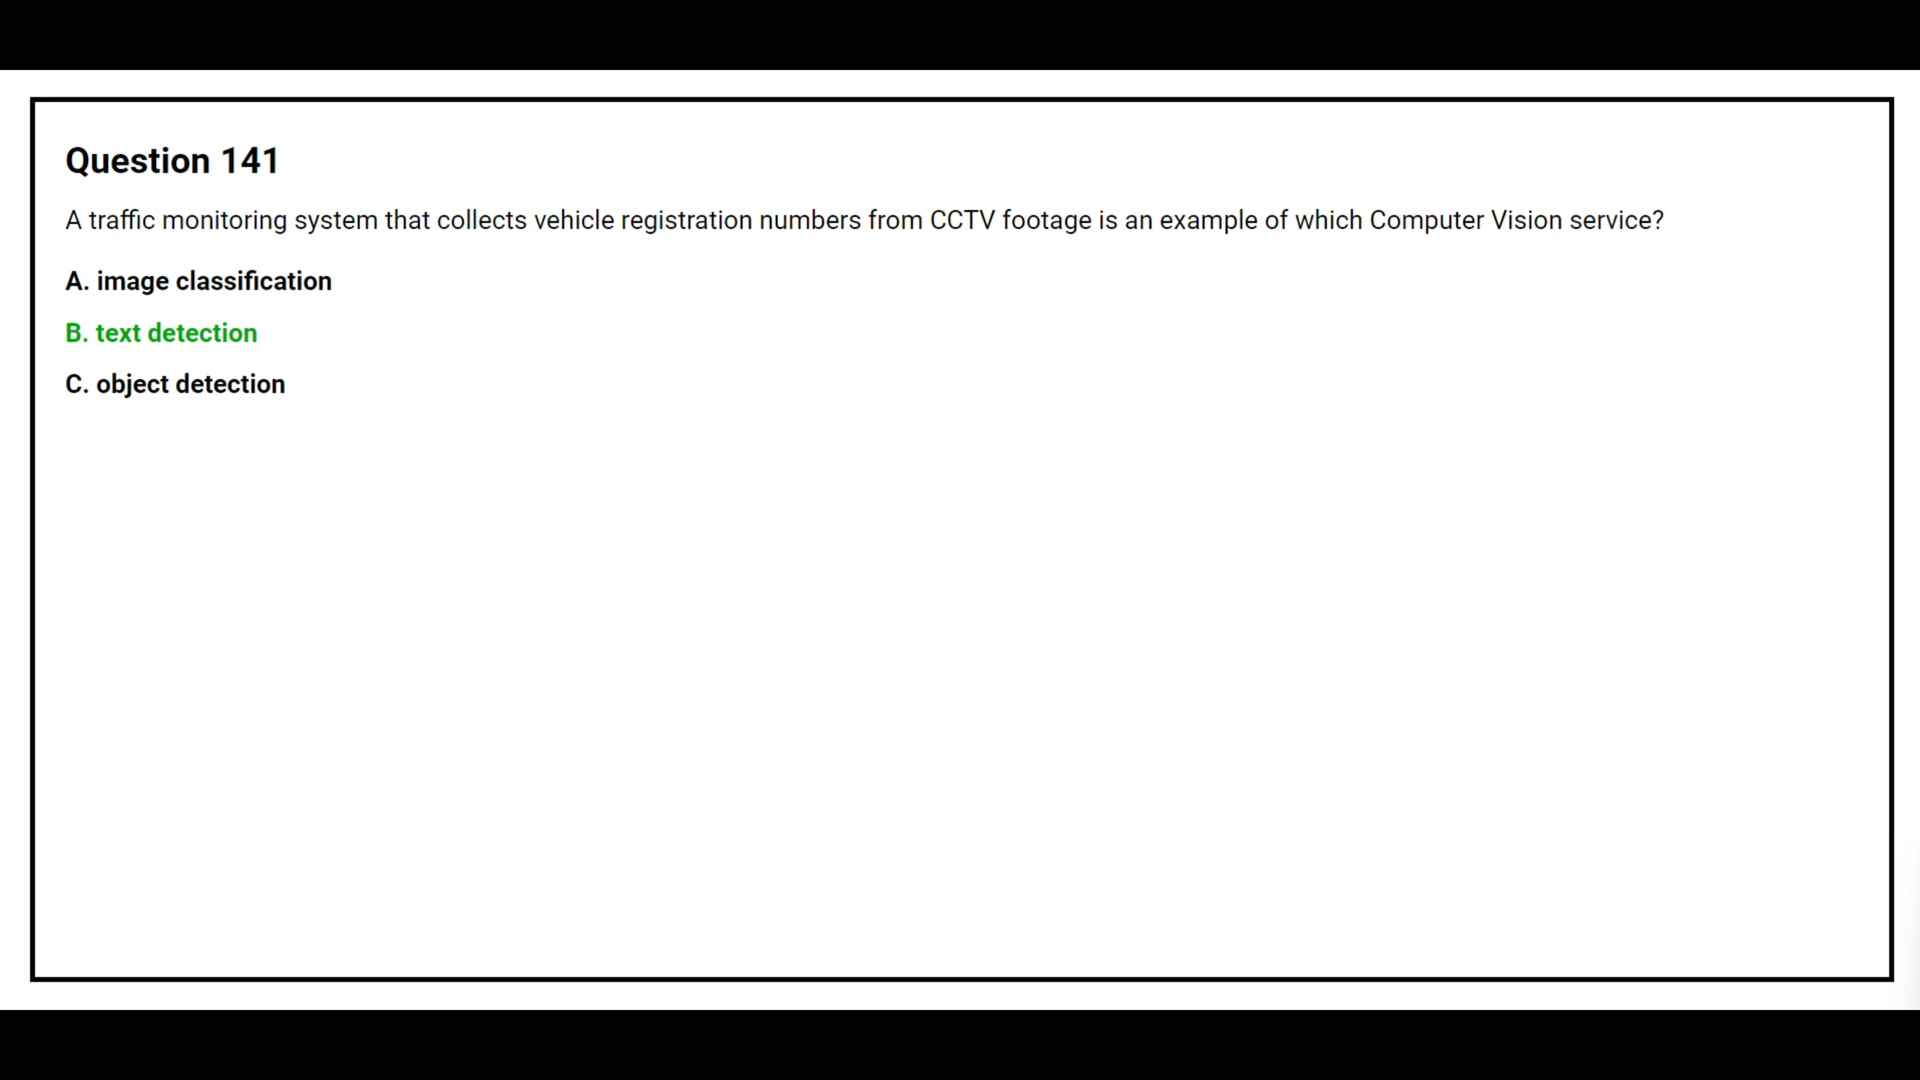 Question 141
A traffic monitoring system that collects vehicle registration numbers from CCTV footage is an example of which Computer Vision service?
A. image classification
B. text detection
C. object detection